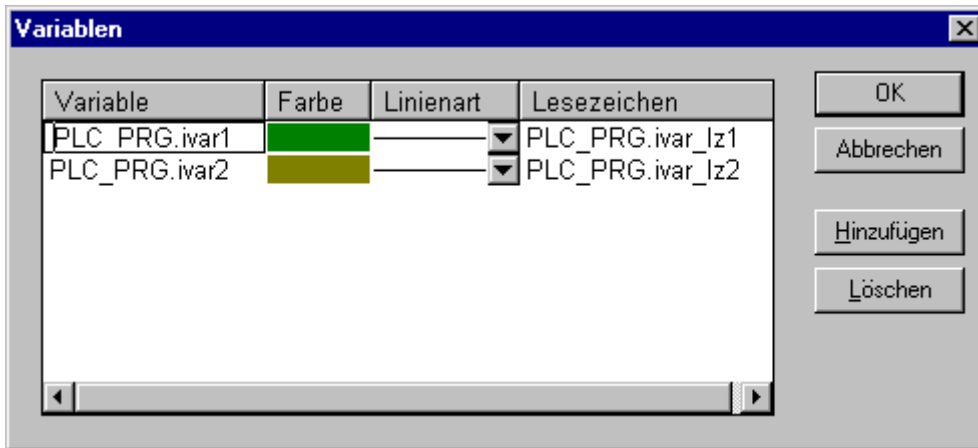 Variablen
Variable Farbe Linienart Lesezeichen
PLC_PRG.ivar1 PLC_PRG.ivar_lz1
PLC_PRG.ivar2 PLC_PRG.ivar_lz2
OK
Abbrechen
Hinzufügen
Löschen